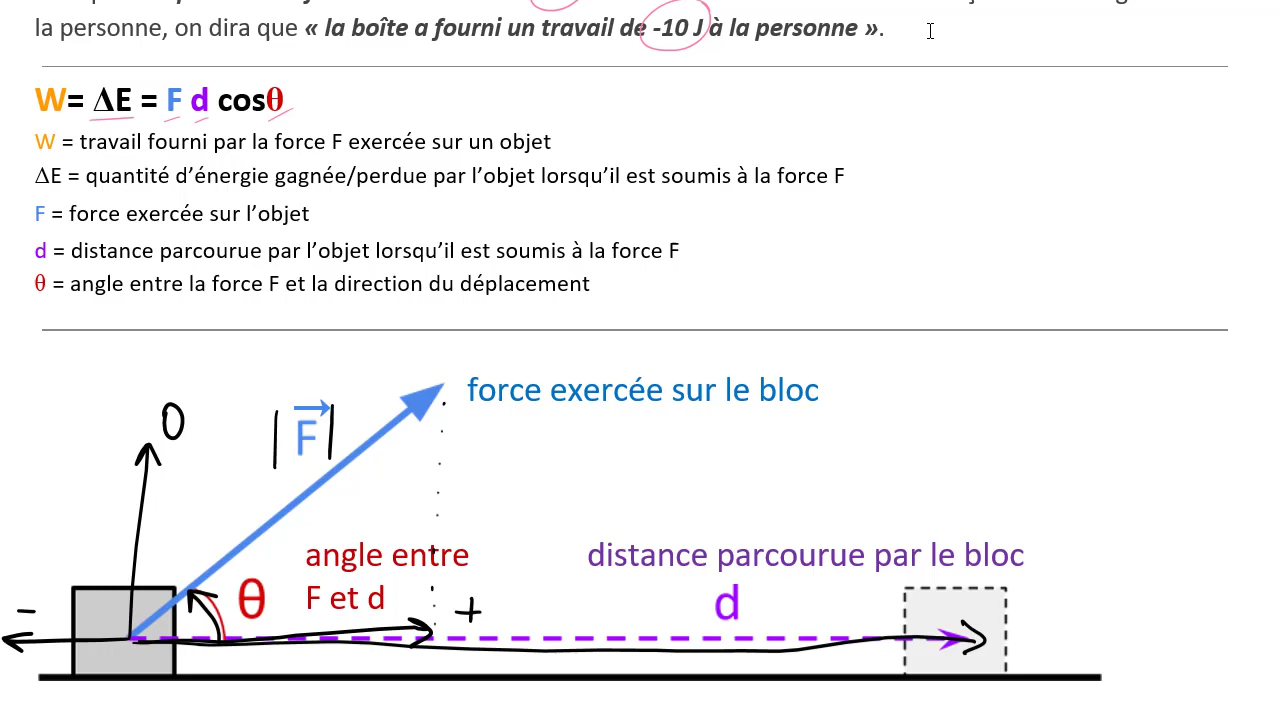 la personne, on dira que « la boîte a fourni un travail de -10 J à la personne ».
W= ΔE = F d cosθ
W = travail fourni par la force F exercée sur un objet
ΔE = quantité d’énergie gagnée/perdue par l’objet lorsqu’il est soumis à la force F
F = force exercée sur l’objet
d = distance parcourue par l’objet lorsqu’il est soumis à la force F
θ = angle entre la force F et la direction du déplacement
force exercée sur le bloc
0
|F|
angle entre
F et d
distance parcourue par le bloc
θ
d
-
+